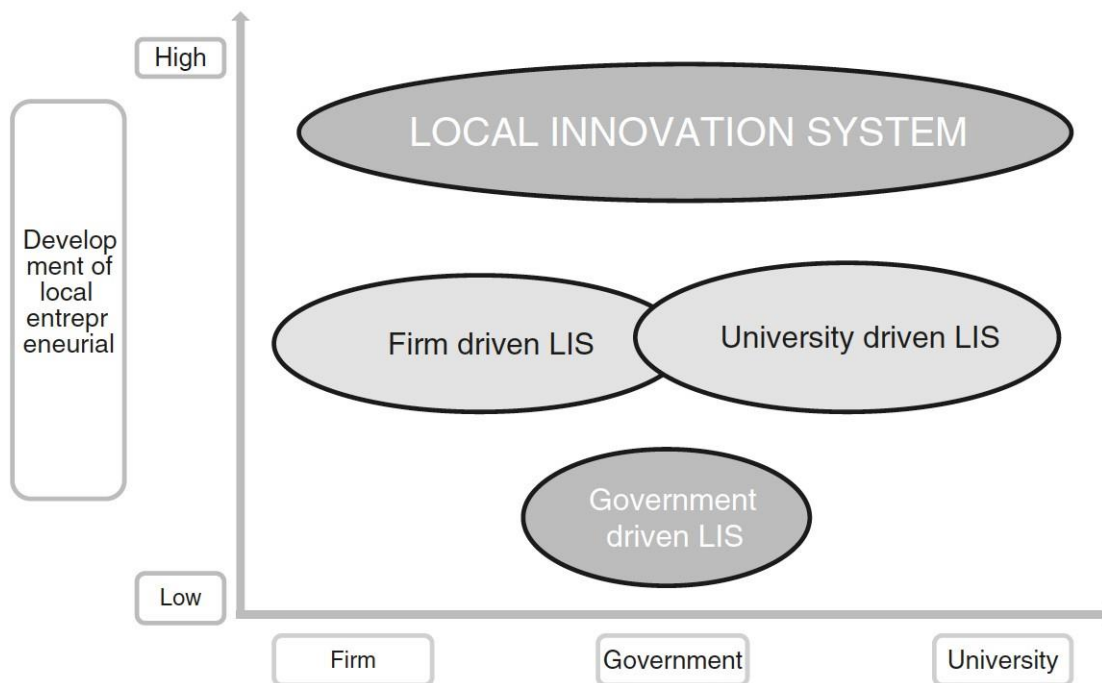 High
LOCAL INNOVATION SYSTEM
Develop
ment of
local
entrepr
eneurial
Firm driven LIS
University driven LIS
Government
driven LIS
Low
Firm
Government
University